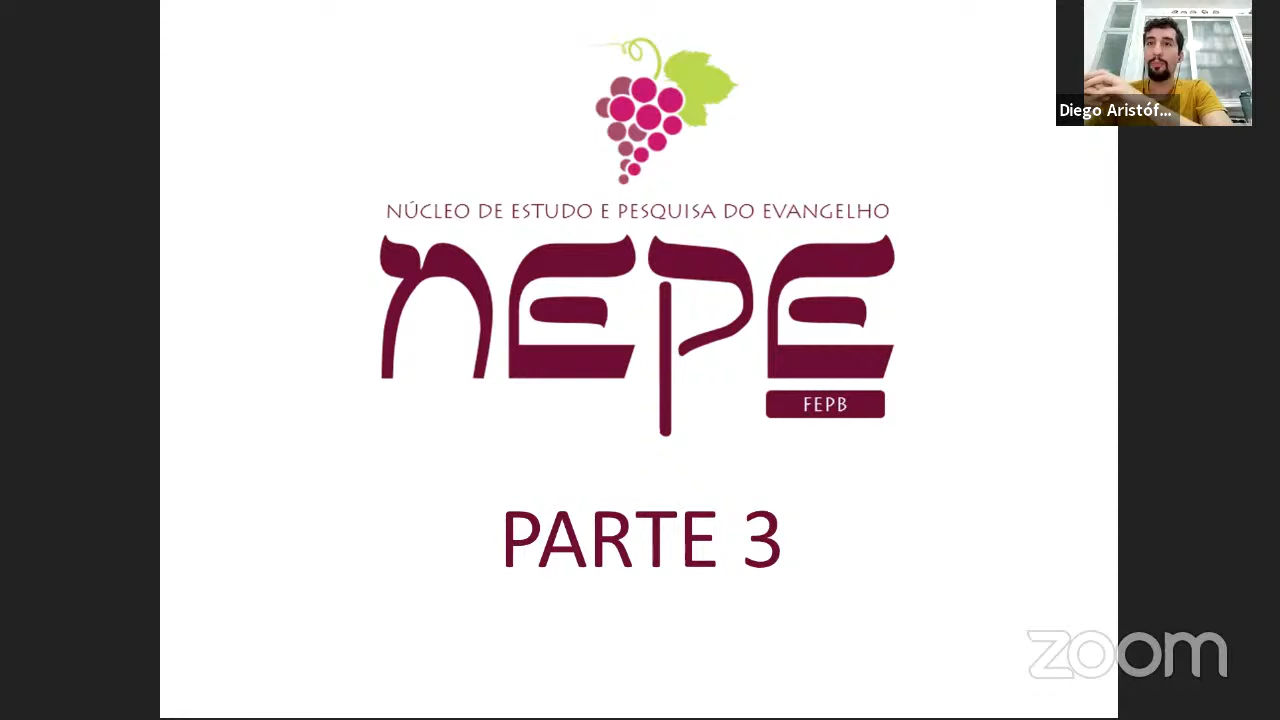 Diego Aristóf...
NÚCLEO DE ESTUDO E PESQUISA DO EVANGELHO
NEPE
FEPB
PARTE 3
zoom